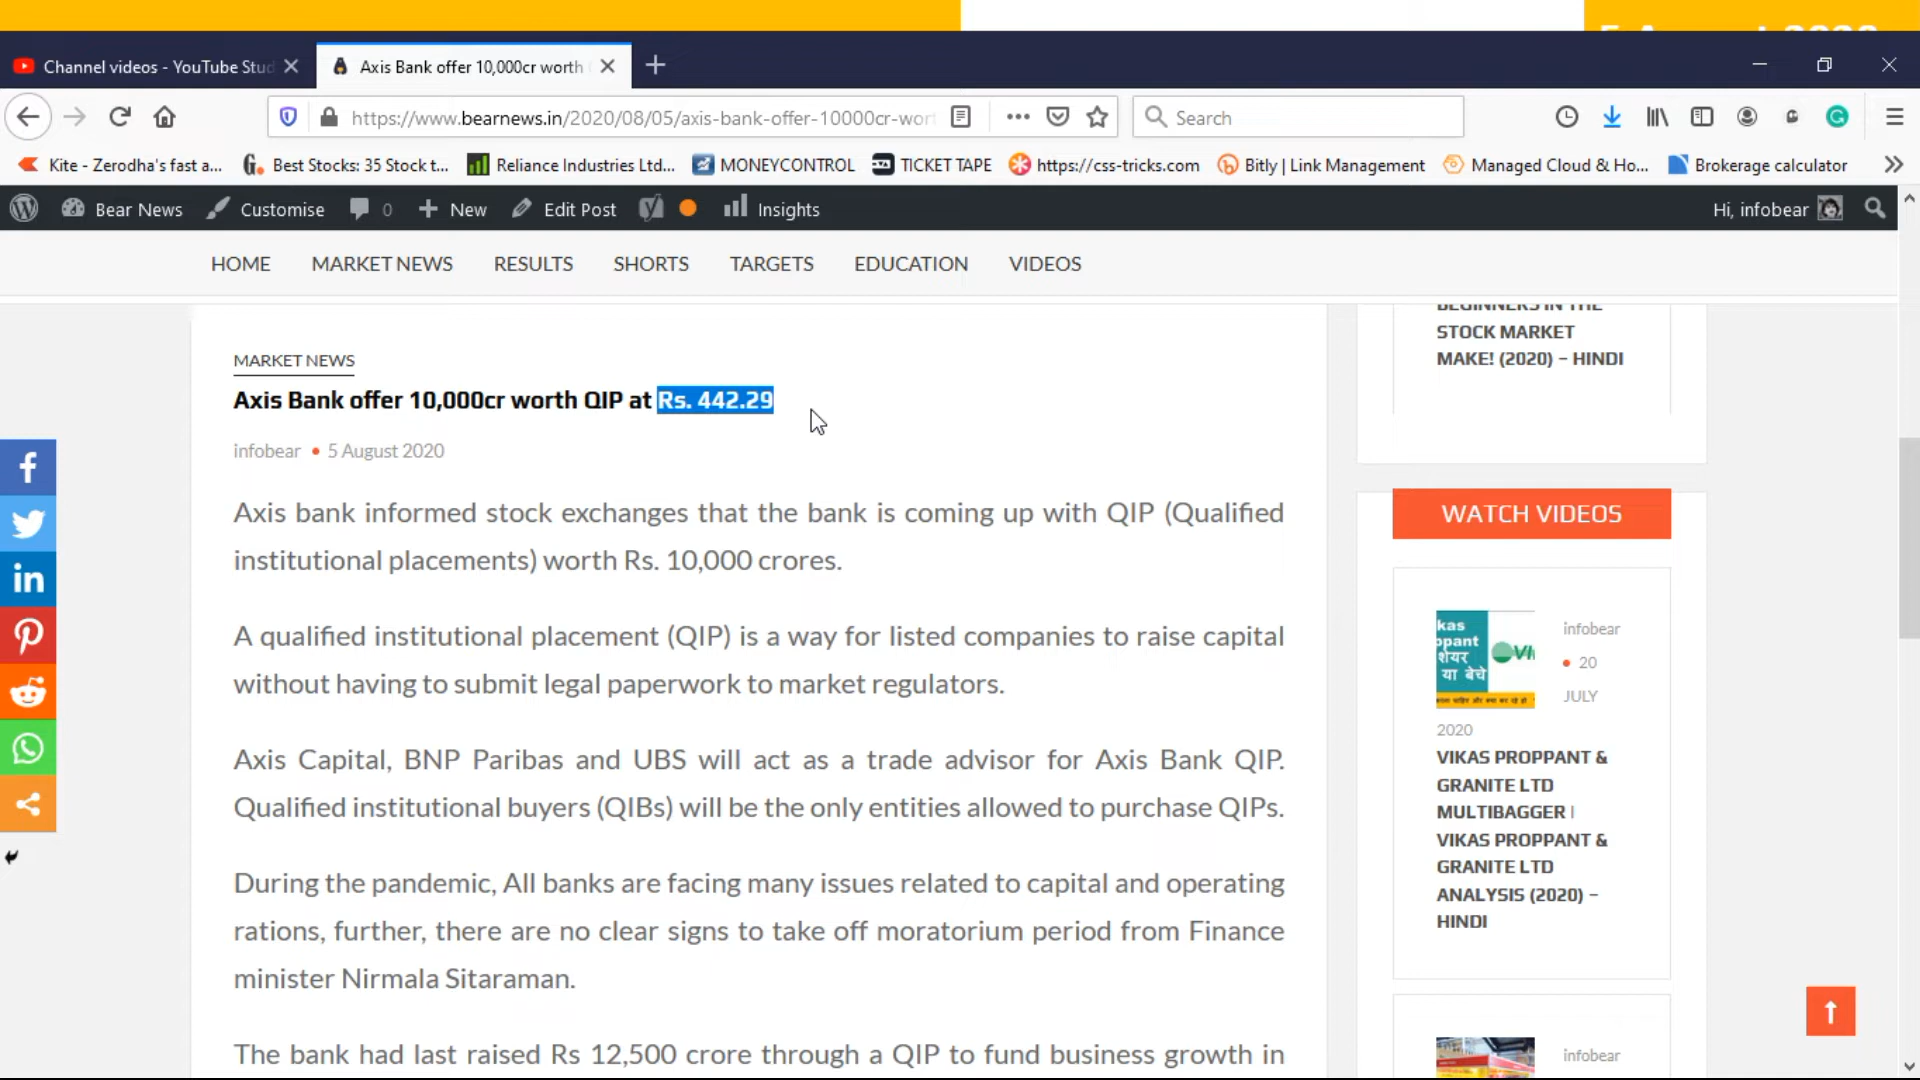 Channel videos - YouTube Stud
Axis Bank offer 10,000cr worth
https://www.bearnews.in/2020/08/05/axis-bank-offer-10000cr-wor
Search
Kite - Zerodha's fast a...
Best Stocks: 35 Stock t...
Reliance Industries Ltd...
MONEYCONTROL
TICKET TAPE
https://css-tricks.com
Bitly | Link Management
Managed Cloud & Ho...
Brokerage calculator
Bear News
Customise
0
New
Edit Post
Insights
Hi, infobear
HOME
MARKET NEWS
RESULTS
SHORTS
TARGETS
EDUCATION
VIDEOS
MARKET NEWS
Axis Bank offer 10,000cr worth QIP at Rs. 442.29
infobear • 5 August 2020
Axis bank informed stock exchanges that the bank is coming up with QIP (Qualified
institutional placements) worth Rs. 10,000 crores.
A qualified institutional placement (QIP) is a way for listed companies to raise capital
without having to submit legal paperwork to market regulators.
Axis Capital, BNP Paribas and UBS will act as a trade advisor for Axis Bank QIP.
Qualified institutional buyers (QIBs) will be the only entities allowed to purchase QIPs.
During the pandemic, All banks are facing many issues related to capital and operating
rations, further, there are no clear signs to take off moratorium period from Finance
minister Nirmala Sitaraman.
The bank had last raised Rs 12,500 crore through a QIP to fund business growth in
BEGINNERS IN THE
STOCK MARKET
MAKE! (2020) – HINDI
WATCH VIDEOS
kas
ppant
शेयर
या बेचे
infobear
• 20
JULY
2020
VIKAS PROPPANT &
GRANITE LTD
MULTIBAGGER |
VIKAS PROPPANT &
GRANITE LTD
ANALYSIS (2020) –
HINDI
infobear